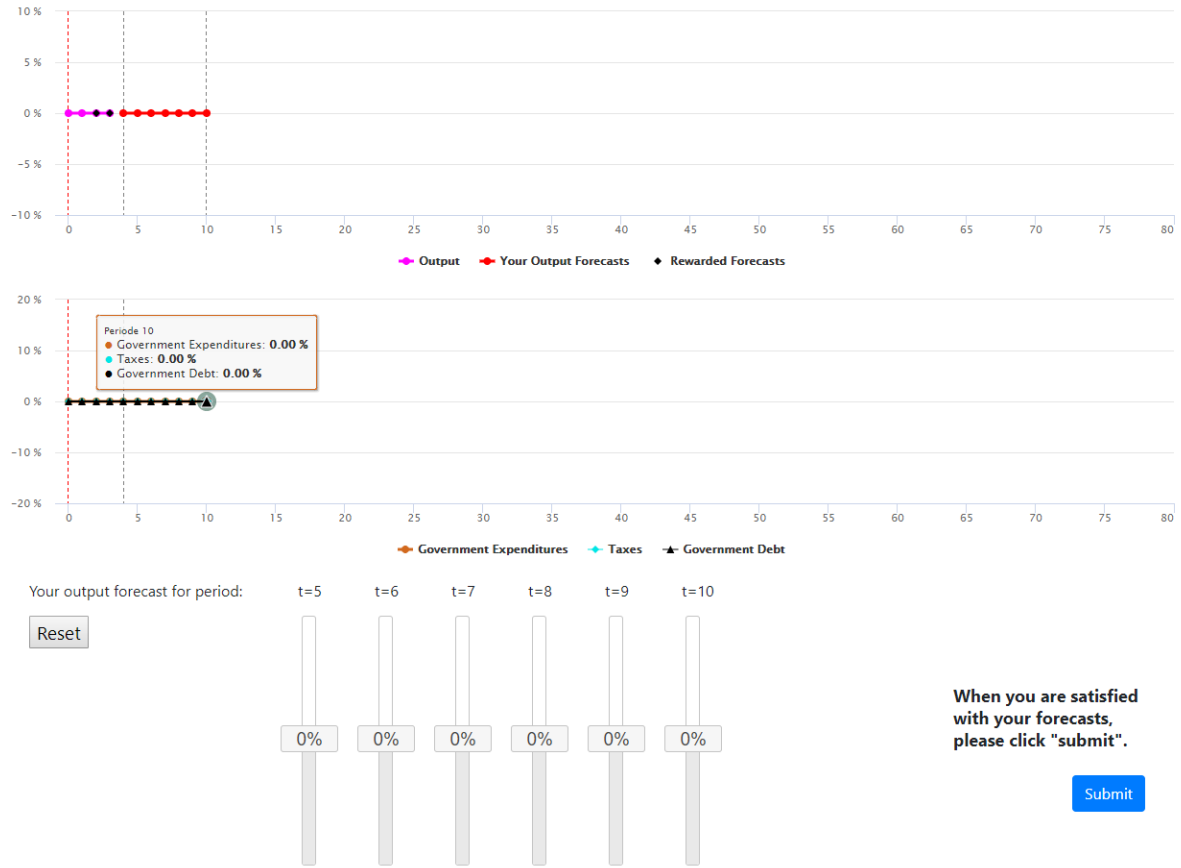 10 %
5 %
0 %
−5 %
−10 %
0 5 10 15 20 25 30 35 40 45 50 55 60 65 70 75 80
Output Your Output Forecasts Rewarded Forecasts
20 %
10 %
0 %
−10 %
−20 %
Periode 10
Government Expenditures: 0.00 %
Taxes: 0.00 %
Government Debt: 0.00 %
0 5 10 15 20 25 30 35 40 45 50 55 60 65 70 75 80
Government Expenditures Taxes Government Debt
Your output forecast for period: t=5 t=6 t=7 t=8 t=9 t=10
Reset
0% 0% 0% 0% 0% 0%
When you are satisfied
with your forecasts,
please click "submit".
Submit